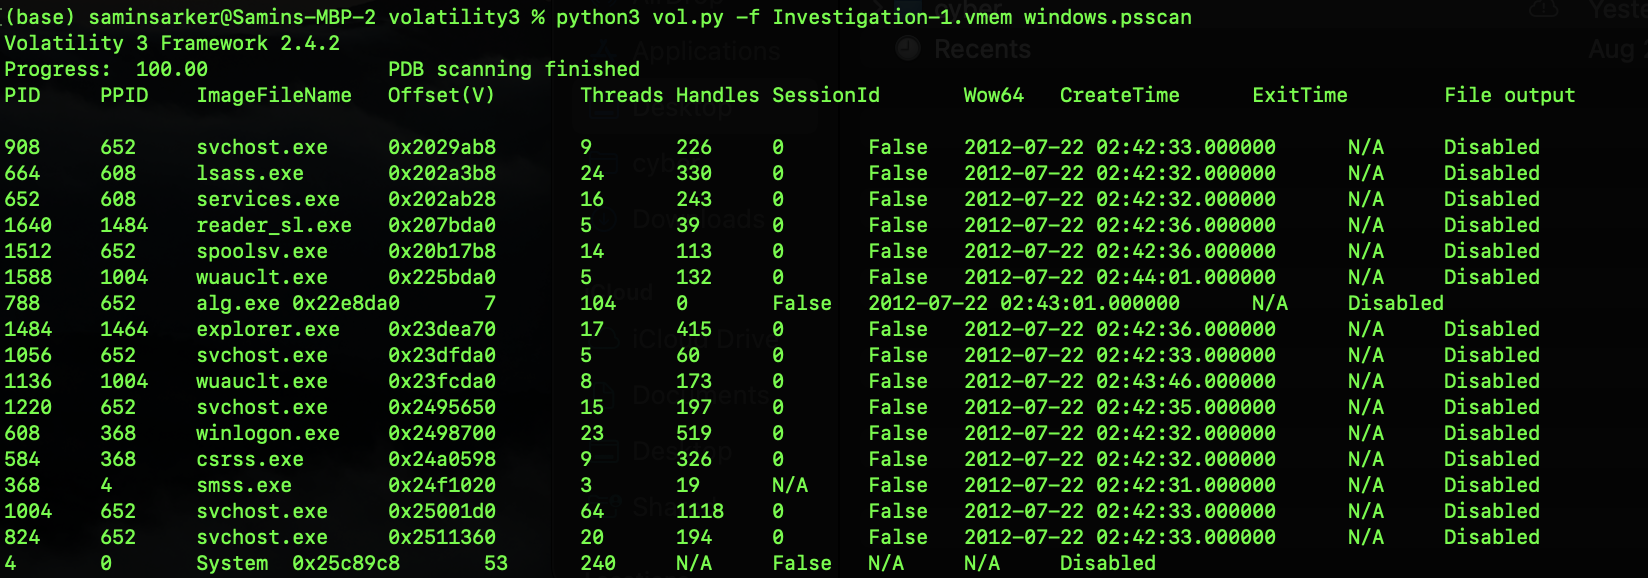 (base) saminsarker@Samins-MBP-2 volatility3 % python3 vol.py -f Investigation-1.vmem windows.psscan
Volatility 3 Framework 2.4.2
Progress:  100.00               PDB scanning finished
PID     PPID    ImageFileName   Offset(V)       Threads Handles SessionId       Wow64   CreateTime      ExitTime        File output
908     652     svchost.exe     0x2029ab8       9       226     0       False   2012-07-22 02:42:33.000000      N/A     Disabled
664     608     lsass.exe       0x202a3b8       24      330     0       False   2012-07-22 02:42:32.000000      N/A     Disabled
652     608     services.exe    0x202ab28       16      243     0       False   2012-07-22 02:42:32.000000      N/A     Disabled
1640    1484    reader_sl.exe   0x207bda0       5       39      0       False   2012-07-22 02:42:36.000000      N/A     Disabled
1512    652     spoolsv.exe     0x20b17b8       14      113     0       False   2012-07-22 02:42:36.000000      N/A     Disabled
1588    1004    wuauclt.exe     0x225bda0       5       132     0       False   2012-07-22 02:44:01.000000      N/A     Disabled
788     652     alg.exe 0x22e8da0       7       104     0       False   2012-07-22 02:43:01.000000      N/A     Disabled
1484    1464    explorer.exe    0x23dea70       17      415     0       False   2012-07-22 02:42:36.000000      N/A     Disabled
1056    652     svchost.exe     0x23dfda0       5       60      0       False   2012-07-22 02:42:33.000000      N/A     Disabled
1136    1004    wuauclt.exe     0x23fcda0       8       173     0       False   2012-07-22 02:43:46.000000      N/A     Disabled
1220    652     svchost.exe     0x2495650       15      197     0       False   2012-07-22 02:42:35.000000      N/A     Disabled
608     368     winlogon.exe    0x2498700       23      519     0       False   2012-07-22 02:42:32.000000      N/A     Disabled
584     368     csrss.exe       0x24a0598       9       326     0       False   2012-07-22 02:42:32.000000      N/A     Disabled
368     4       smss.exe        0x24f1020       3       19      N/A     False   2012-07-22 02:42:31.000000      N/A     Disabled
1004    652     svchost.exe     0x25001d0       64      1118    0       False   2012-07-22 02:42:33.000000      N/A     Disabled
824     652     svchost.exe     0x2511360       20      194     0       False   2012-07-22 02:42:33.000000      N/A     Disabled
4       0       System  0x25c89c8       53      240     N/A     False   N/A     N/A     Disabled